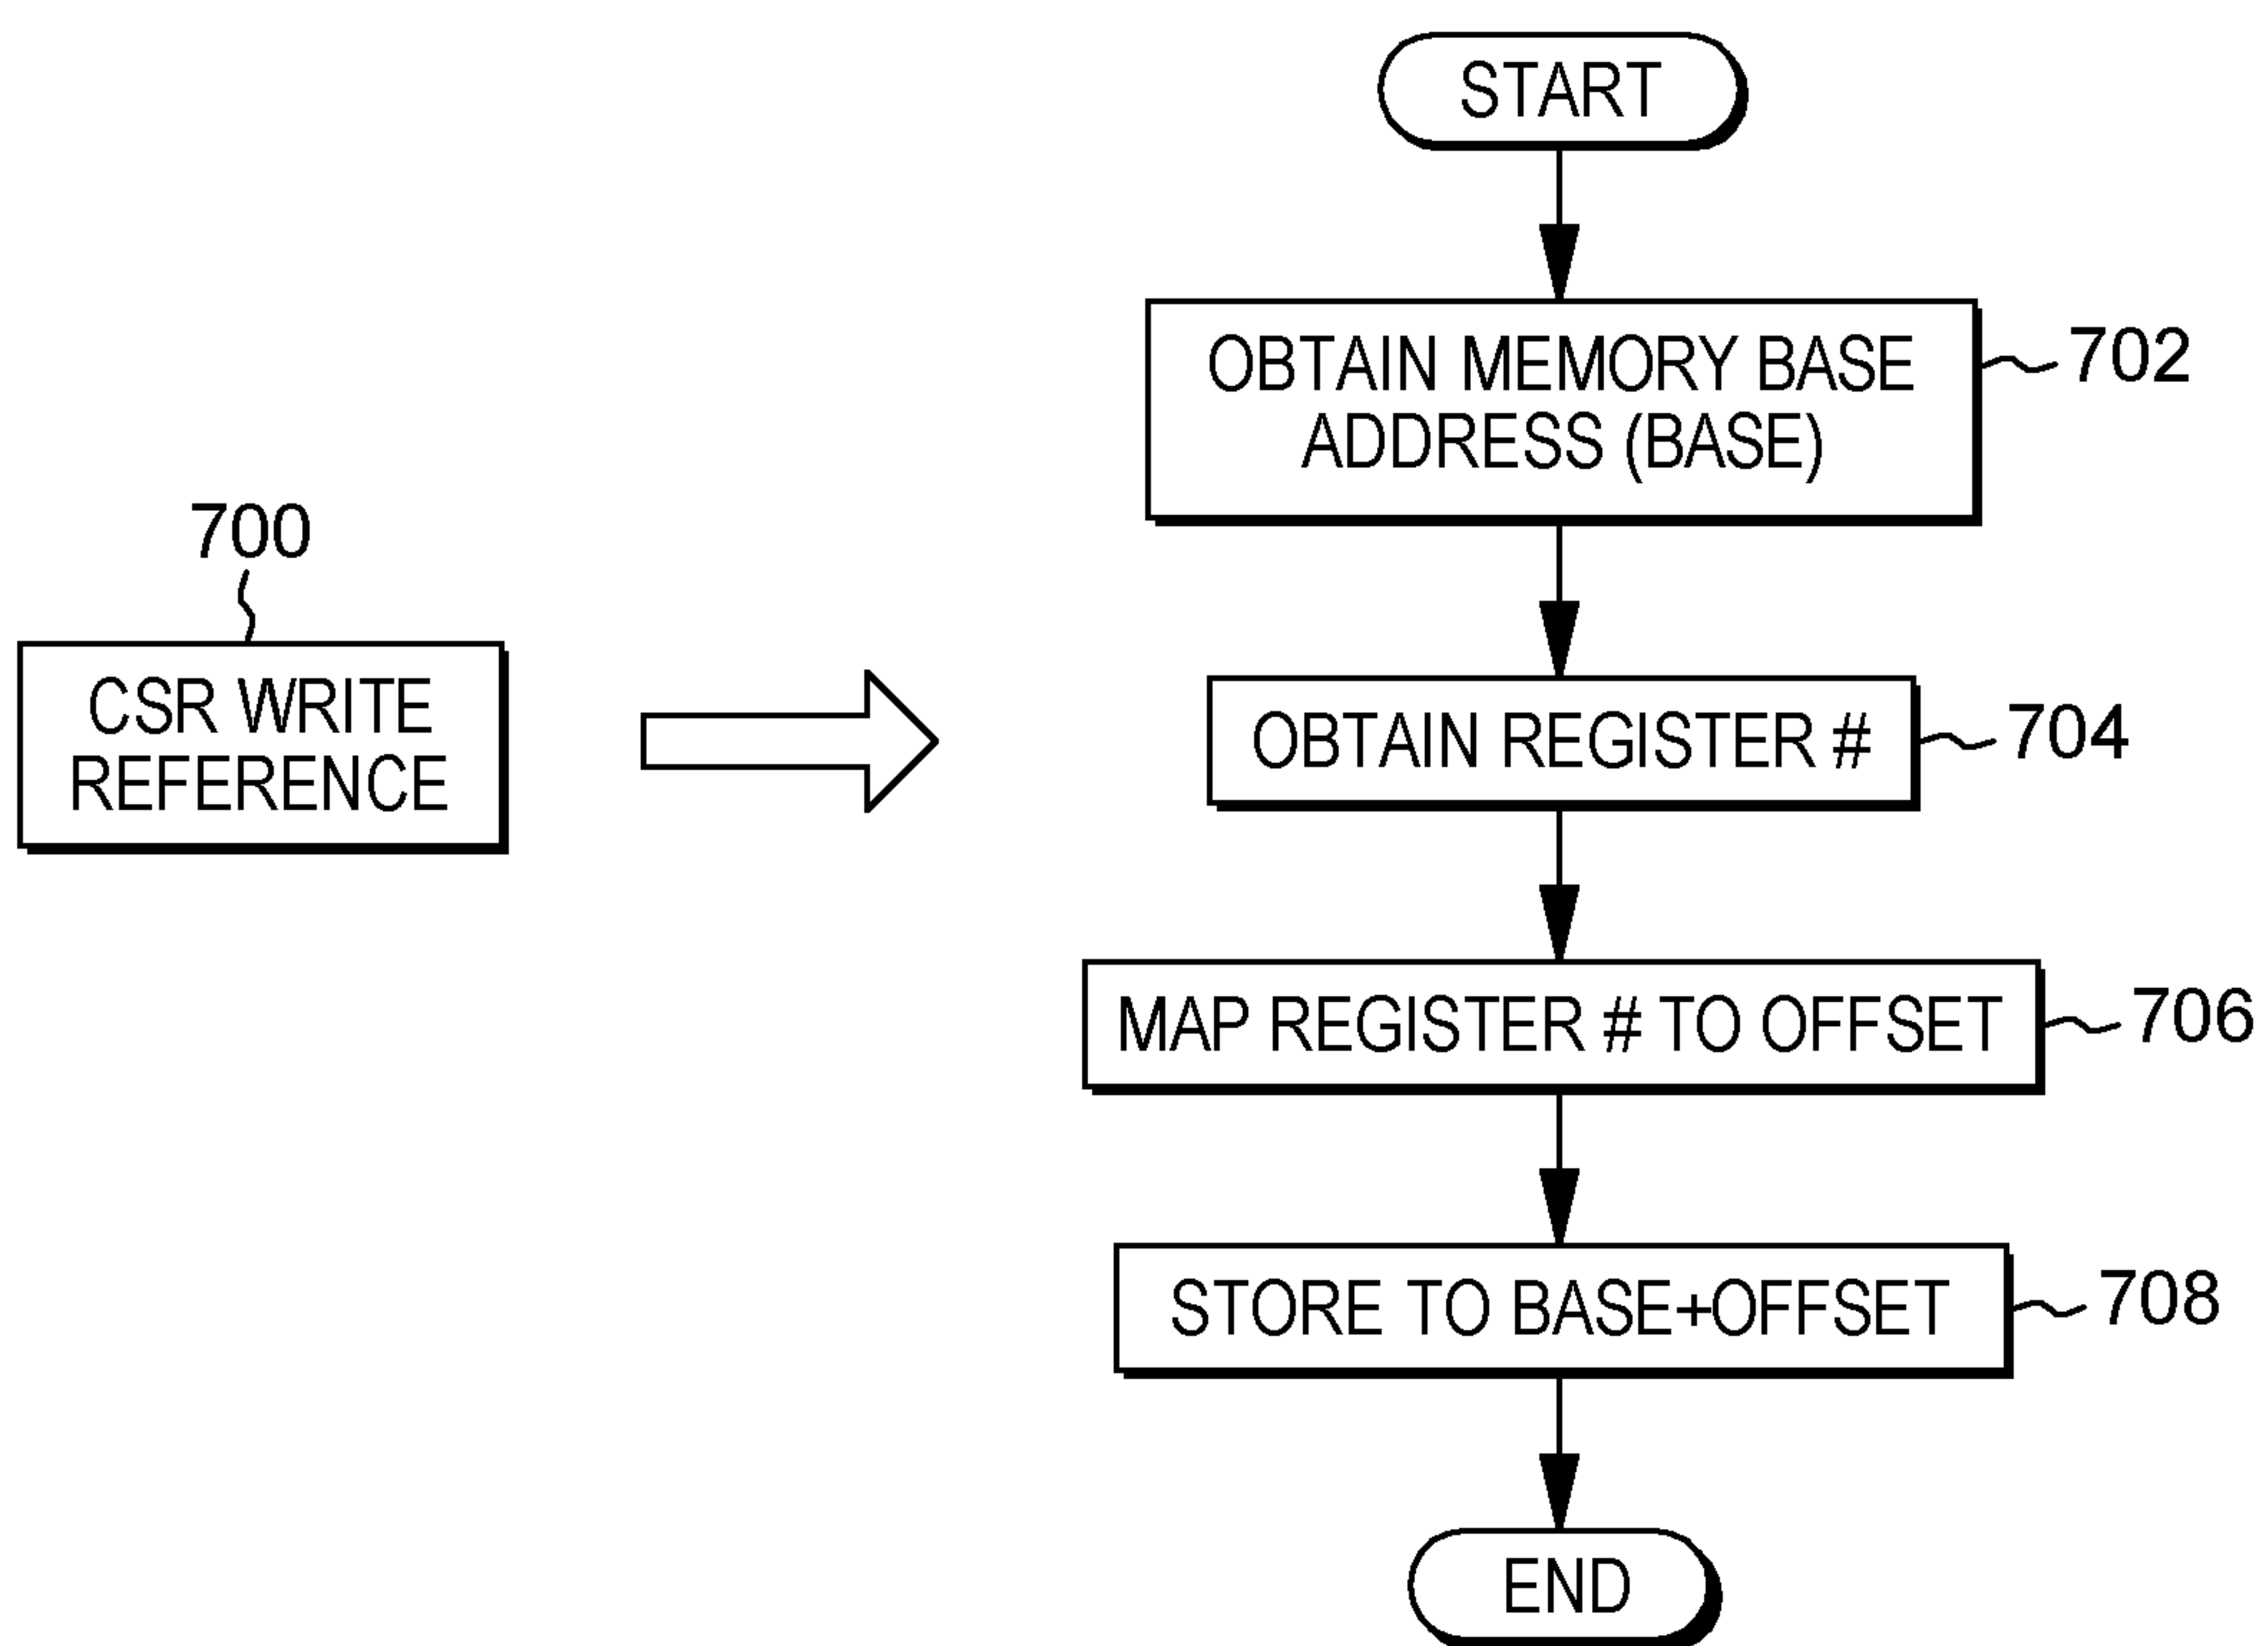 START
OBTAIN MEMORY BASE
ADDRESS (BASE)
702
700
CSR WRITE
REFERENCE
OBTAIN REGISTER #
704
MAP REGISTER # TO OFFSET
706
STORE TO BASE+OFFSET
708
END